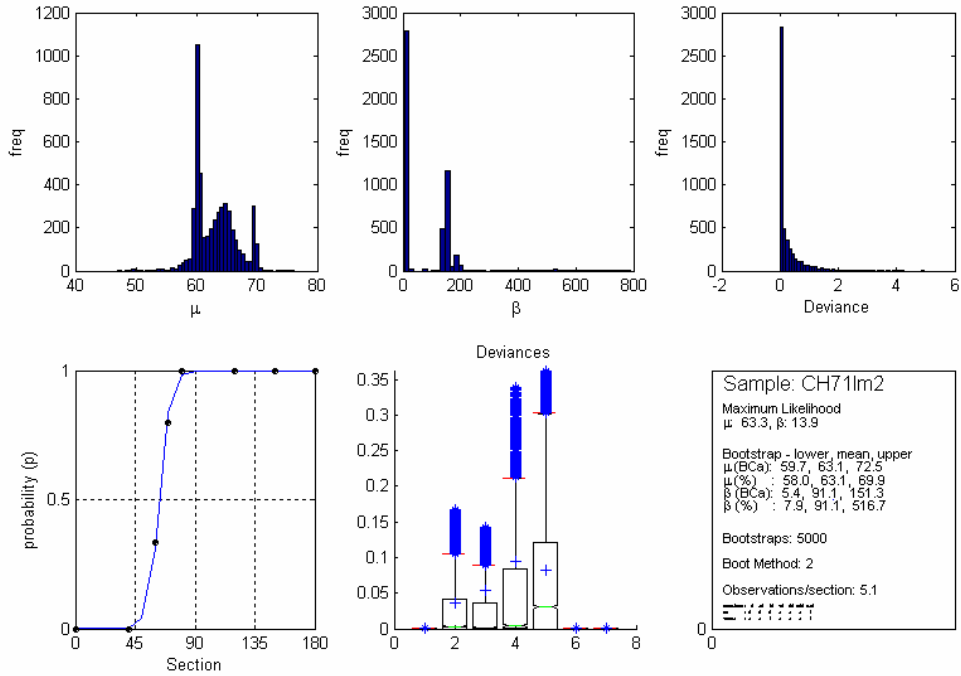 1200
1000
800
600
400
200
0
freq
40 50 60 70 80
μ
3000
2500
2000
1500
1000
500
0
freq
0 200 400 600 800
β
3000
2500
2000
1500
1000
500
0
freq
-2 0 2 4 6
Deviance
1
0.5
0
probability (p)
0 45 90 135 180
Section
Deviances
0.35
0.3
0.25
0.2
0.15
0.1
0.05
0
0 2 4 6 8
0
0
Sample: CH71lm2
Maximum Likelihood
μ: 63.3, β: 13.9
Bootstrap - lower, mean, upper
μ(BCa): 59.7, 63.1, 72.5
μ(%) : 58.0, 63.1, 69.9
β(BCa): 5.4, 91.1, 151.3
β(%) : 7.9, 91.1, 516.7
Bootstraps: 5000
Boot Method: 2
Observations/section: 5.1